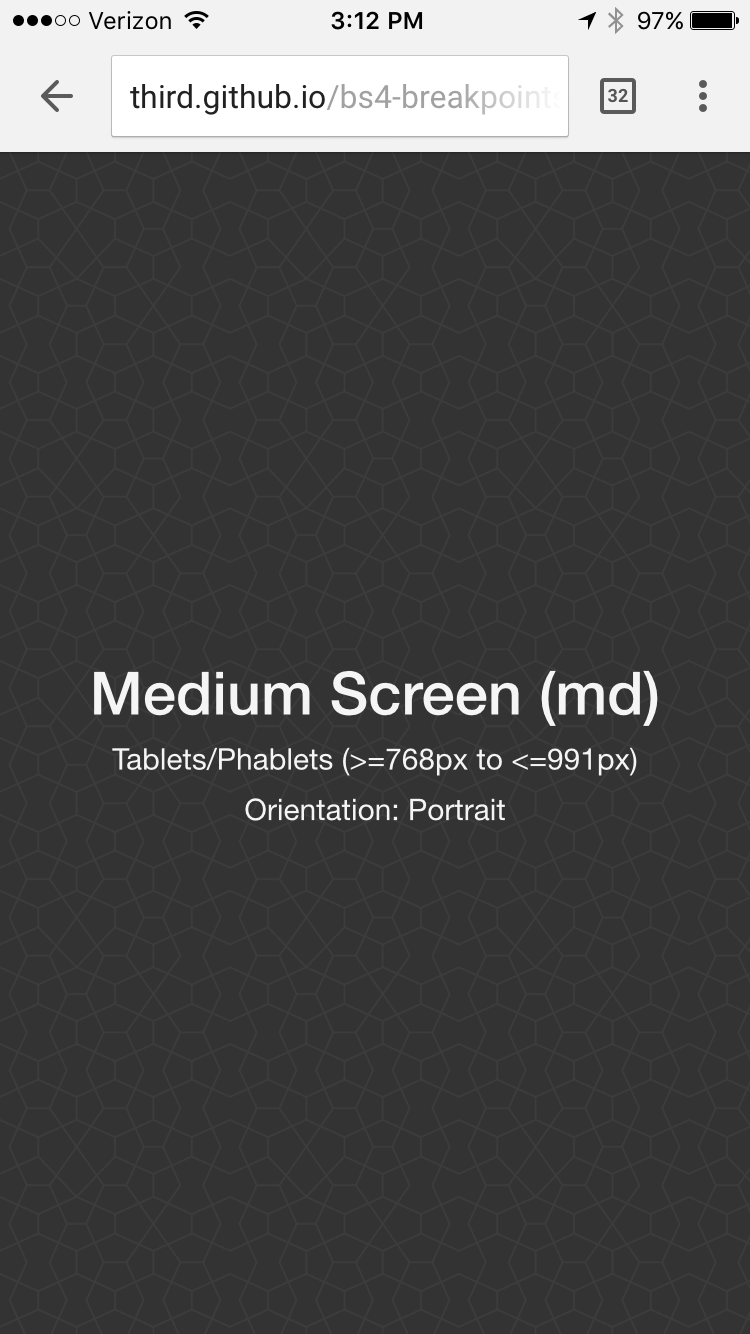 Verizon 3:12 PM 97%
third.github.io/bs4-breakpoints 32
Medium Screen (md)
Tablets/Phablets (>=768px to <=991px)
Orientation: Portrait